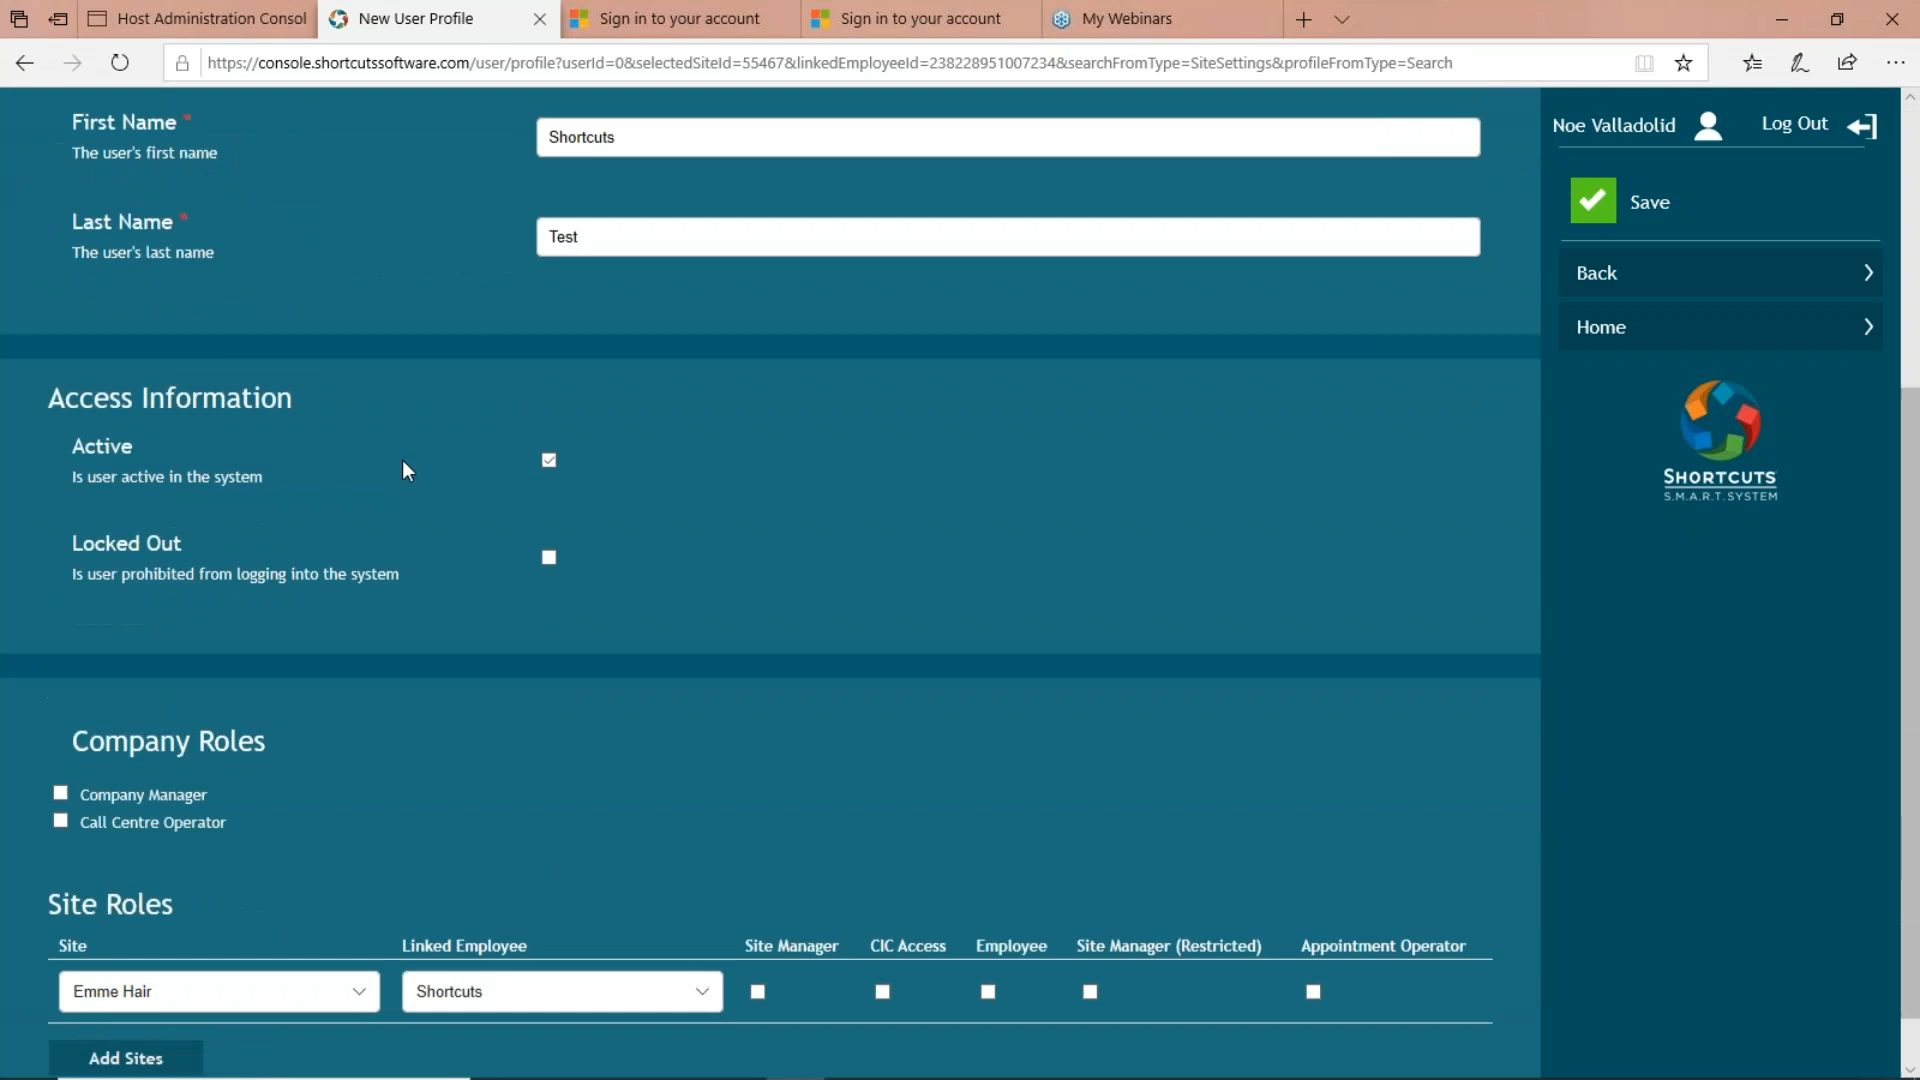 Host Administration Consol
New User Profile
Sign in to your account
Sign in to your account
My Webinars
https://console.shortcutssoftware.com/user/profile?userId=0&selectedSiteId=55467&linkedEmployeeId=238228951007234&searchFromType=SiteSettings&profileFromType=Search
First Name *
The user's first name
Shortcuts
Last Name *
The user's last name
Test
Access Information
Active
Is user active in the system
Locked Out
Is user prohibited from logging into the system
Company Roles
Company Manager
Call Centre Operator
Site Roles
Site Linked Employee Site Manager CIC Access Employee Site Manager (Restricted) Appointment Operator
Emme Hair Shortcuts
Add Sites
Noe Valladolid Log Out
Save
Back
Home
SHORTCUTS
S.M.A.R.T. SYSTEM